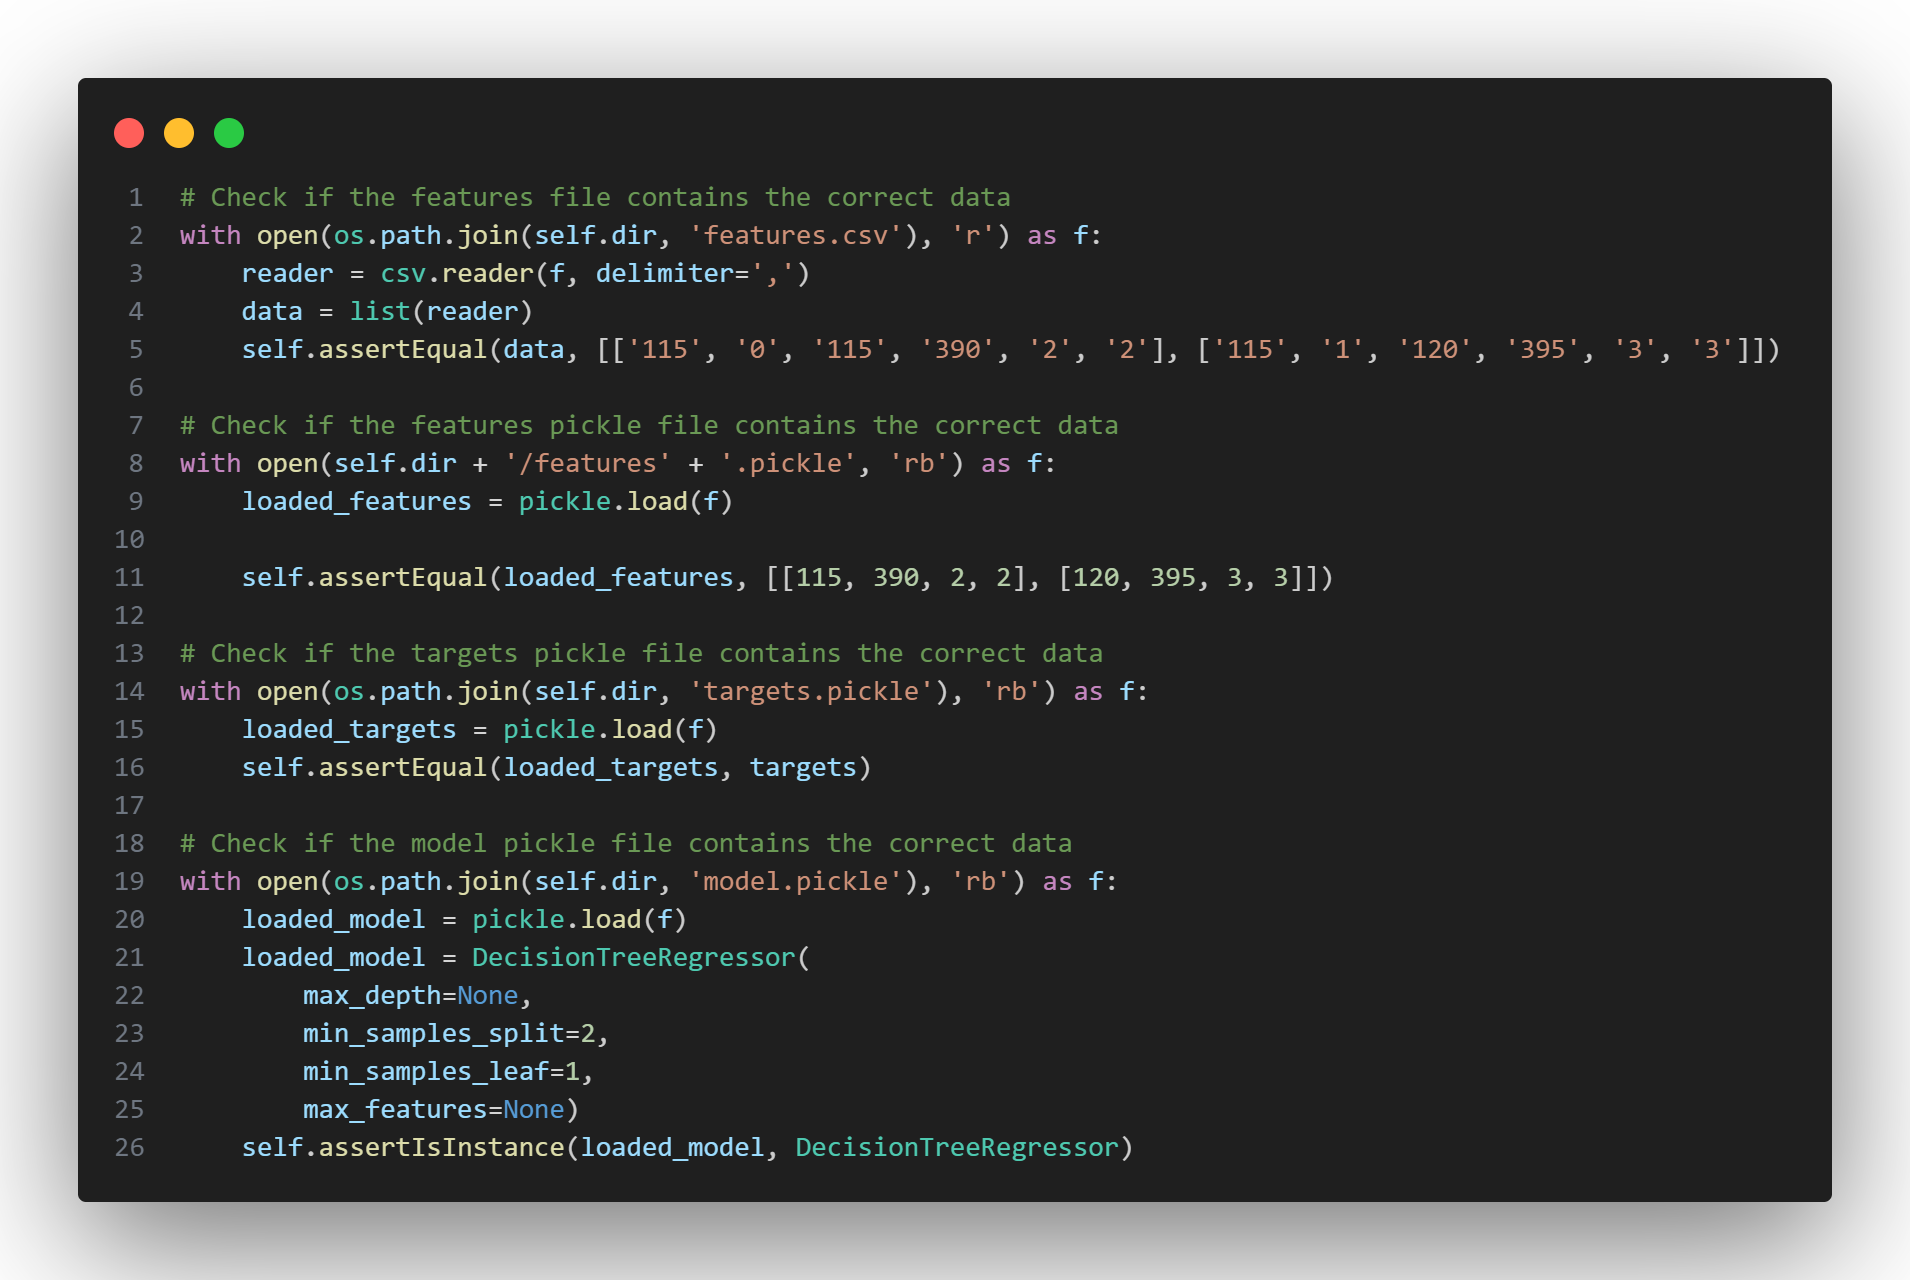 1 # Check if the features file contains the correct data
2 with open(os.path.join(self.dir, 'features.csv'), 'r') as f:
3     reader = csv.reader(f, delimiter=',')
4     data = list(reader)
5     self.assertEqual(data, [['115', '0', '115', '390', '2', '2'], ['115', '1', '120', '395', '3', '3']])
6
7 # Check if the features pickle file contains the correct data
8 with open(self.dir + '/features' + '.pickle', 'rb') as f:
9     loaded_features = pickle.load(f)
10
11     self.assertEqual(loaded_features, [[115, 390, 2, 2], [120, 395, 3, 3]])
12
13 # Check if the targets pickle file contains the correct data
14 with open(os.path.join(self.dir, 'targets.pickle'), 'rb') as f:
15     loaded_targets = pickle.load(f)
16     self.assertEqual(loaded_targets, targets)
17
18 # Check if the model pickle file contains the correct data
19 with open(os.path.join(self.dir, 'model.pickle'), 'rb') as f:
20     loaded_model = pickle.load(f)
21     loaded_model = DecisionTreeRegressor(
22         max_depth=None,
23         min_samples_split=2,
24         min_samples_leaf=1,
25         max_features=None)
26     self.assertIsInstance(loaded_model, DecisionTreeRegressor)